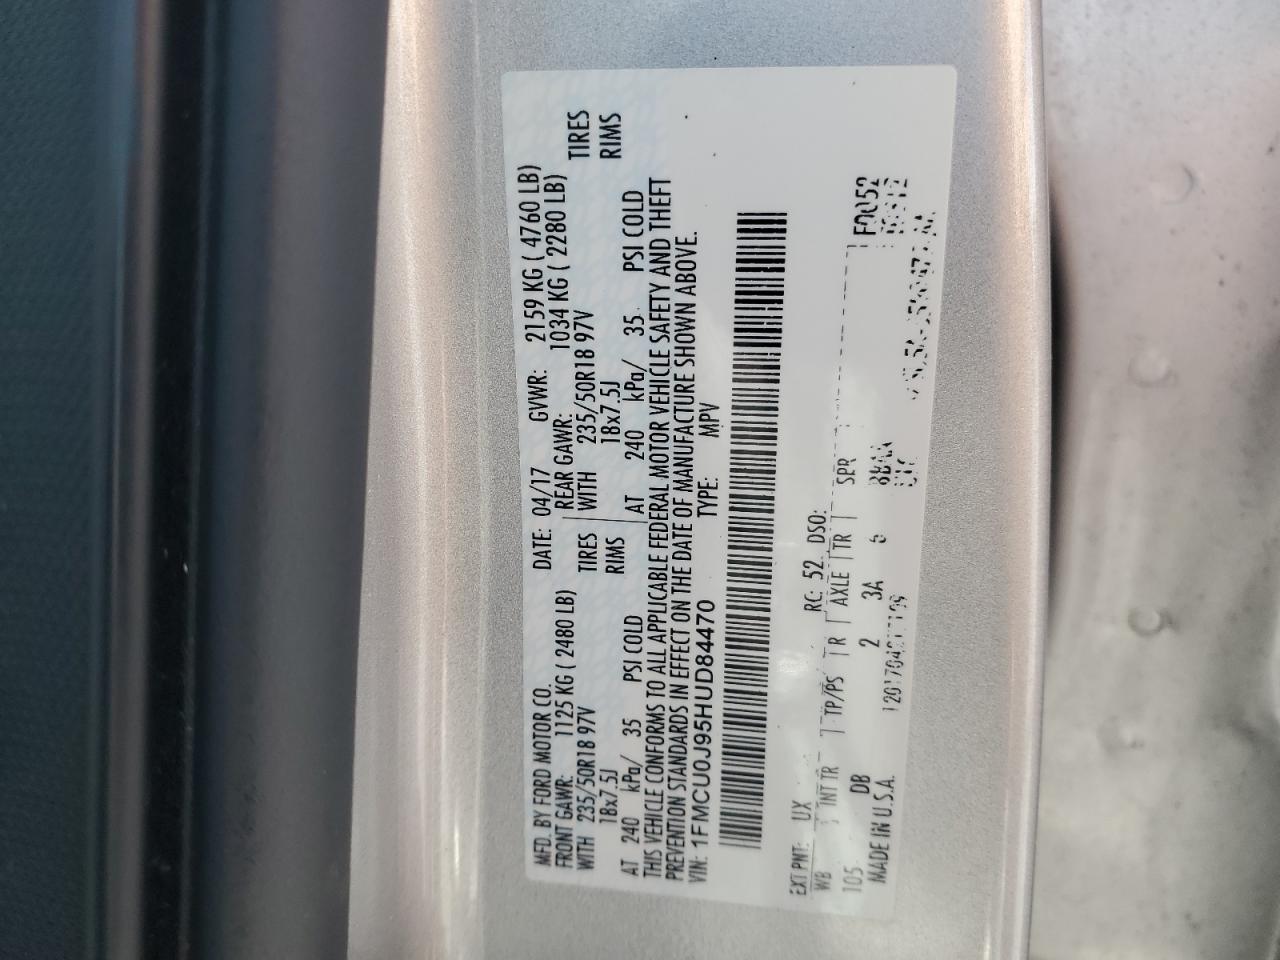 MFD. BY FORD MOTOR CO. DATE: 04/17 GVWR: 2159 KG ( 4760 LB)
FRONT GAWR: 1125 KG ( 2480 LB) REAR GAWR: 1034 KG ( 2280 LB)
WITH 235/50R18 97V TIRES WITH 235/50R18 97V TIRES
18x7.5J RIMS 18x7.5J RIMS
AT 240 kPa/ 35 PSI COLD AT 240 kPa/ 35 PSI COLD
THIS VEHICLE CONFORMS TO ALL APPLICABLE FEDERAL MOTOR VEHICLE SAFETY AND THEFT
PREVENTION STANDARDS IN EFFECT ON THE DATE OF MANUFACTURE SHOWN ABOVE.
VIN: 1FMCU0J95HUD84470 TYPE: MPV
EXT PNT: UX RC: 52 DSO: F0052
WB INT TR TP/PS R AXLE TR SPR
105 DB 2 3A 6
MADE IN U.S.A.